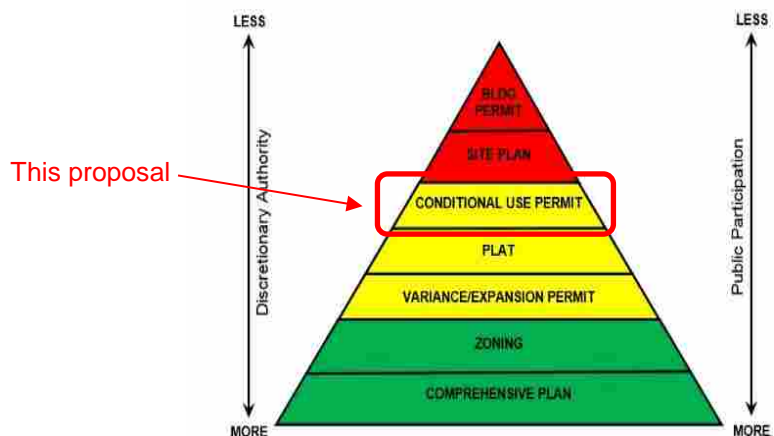 LESS
LESS
BLDG
PERMIT
SITE PLAN
This proposal
CONDITIONAL USE PERMIT
Discretionary Authority
Public Participation
PLAT
VARIANCE/EXPANSION PERMIT
ZONING
COMPREHENSIVE PLAN
MORE
MORE